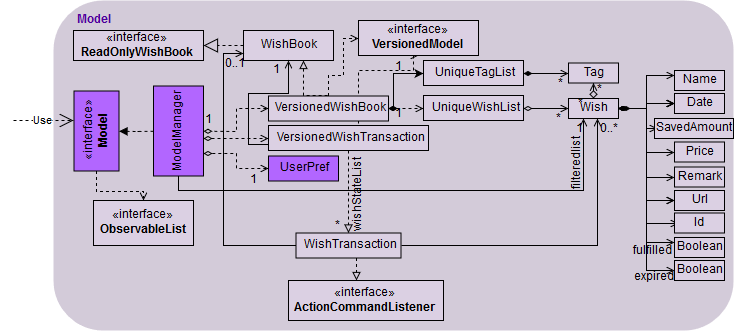 Model
«interface»
ReadOnlyWishBook
WishBook
«interface»
VersionedModel
0..1
1
1
UniqueTagList
*
Tag
*
Name
Date
SavedAmount
Price
Remark
Url
Id
fulfilled
Boolean
expired
Boolean
Use
«interface»
Model
ModelManager
1
VersionedWishBook
1
UniqueWishList
*
Wish
1
0..*
VersionedWishTransaction
1
UserPref
filteredlist
wishStateList
*
«interface»
ObservableList
WishTransaction
«interface»
ActionCommandListener